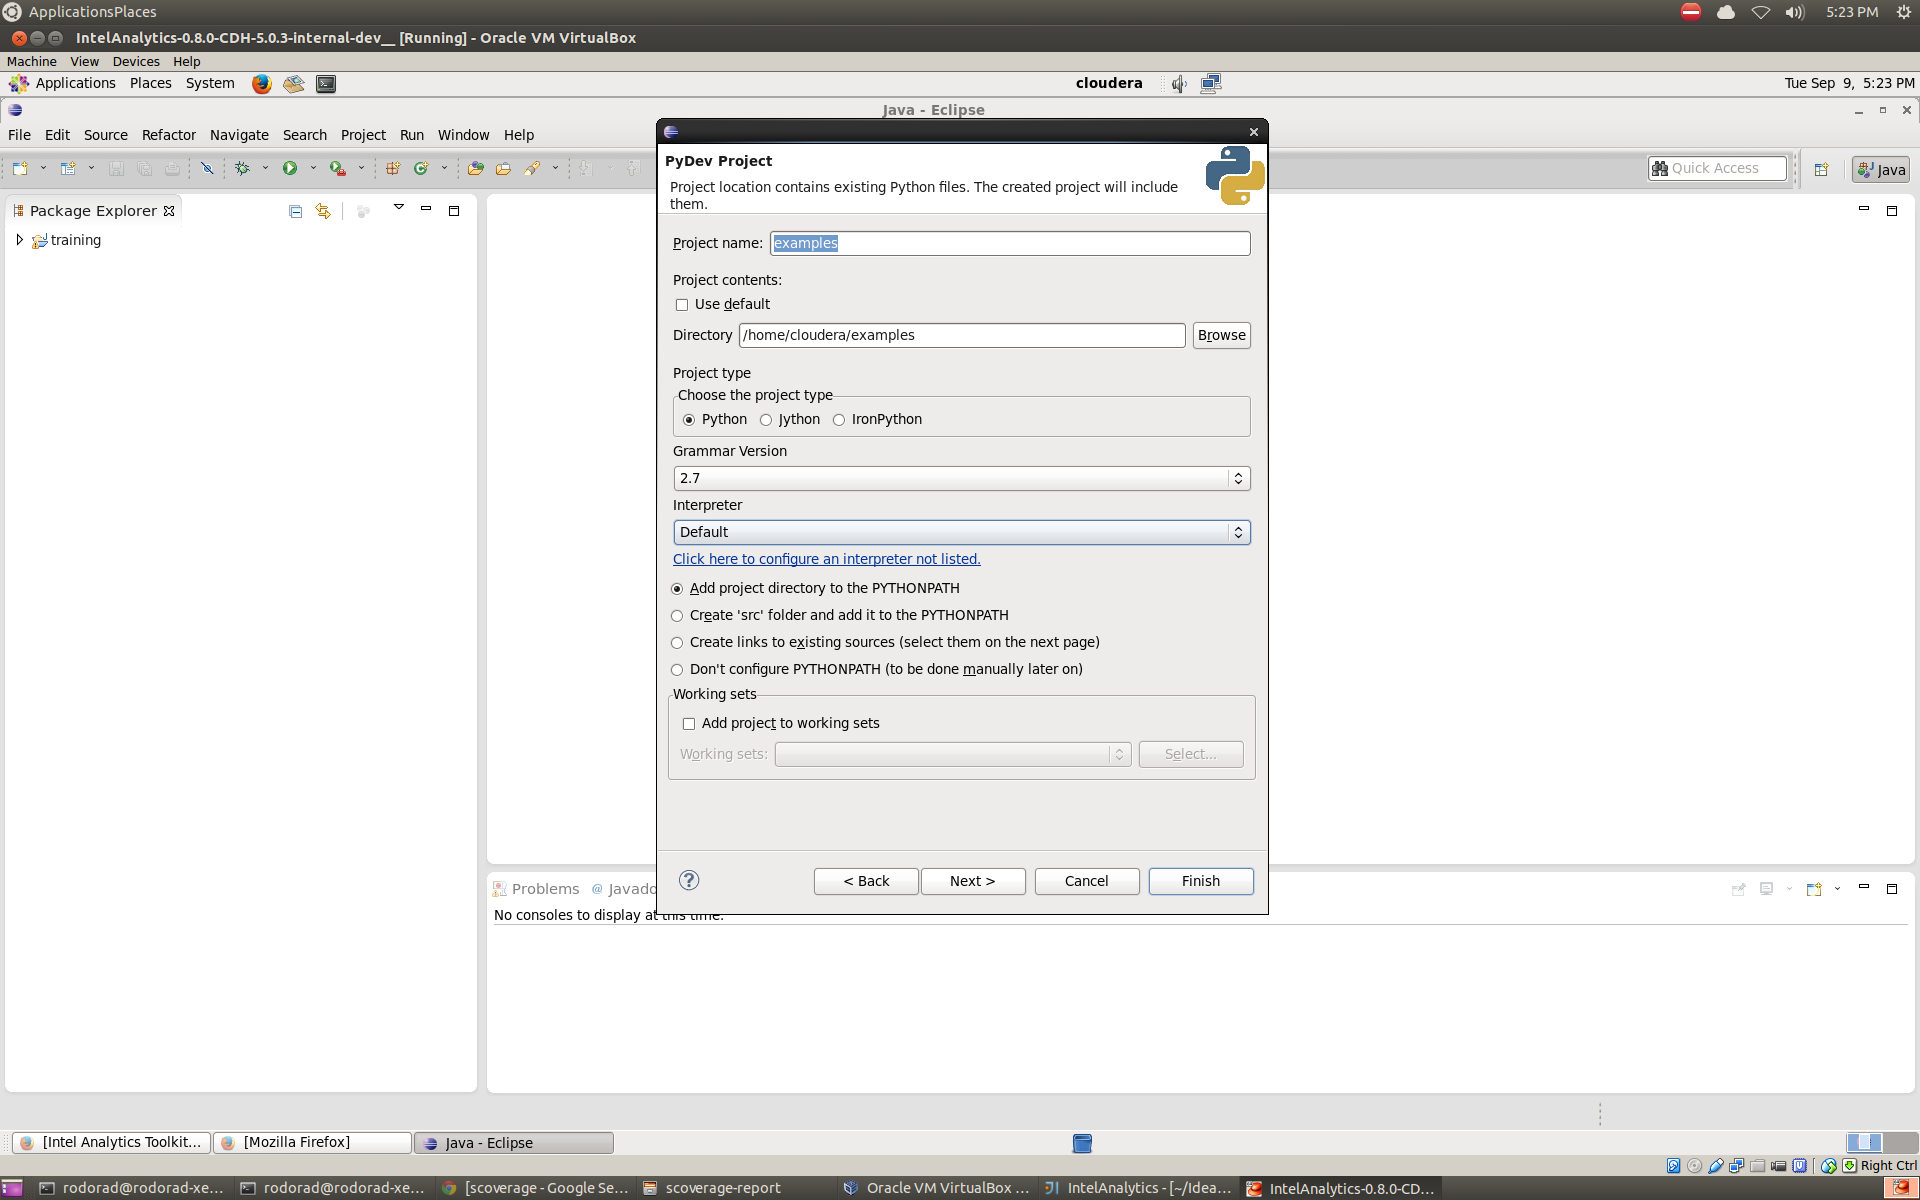 ApplicationsPlaces
5:23 PM
IntelAnalytics-0.8.0-CDH-5.0.3-internal-dev__ [Running] - Oracle VM VirtualBox
Machine View Devices Help
Applications Places System
cloudera
Tue Sep 9, 5:23 PM
Java - Eclipse
File Edit Source Refactor Navigate Search Project Run Window Help
Quick Access
Java
Package Explorer
training
PyDev Project
Project location contains existing Python files. The created project will include
them.
Project name: examples
Project contents:
Use default
Directory /home/cloudera/examples Browse
Project type
Choose the project type
Python Jython IronPython
Grammar Version
2.7
Interpreter
Default
Click here to configure an interpreter not listed.
Add project directory to the PYTHONPATH
Create 'src' folder and add it to the PYTHONPATH
Create links to existing sources (select them on the next page)
Don't configure PYTHONPATH (to be done manually later on)
Working sets
Add project to working sets
Working sets: Select...
? < Back Next > Cancel Finish
Problems @ Javado
No consoles to display at this time.
[Intel Analytics Toolkit... [Mozilla Firefox] Java - Eclipse
Right Ctrl
rodorad@rodorad-xe... rodorad@rodorad-xe... [scoverage - Google Se... scoverage-report Oracle VM VirtualBox ... IntelAnalytics - [~/Idea... IntelAnalytics-0.8.0-CD...